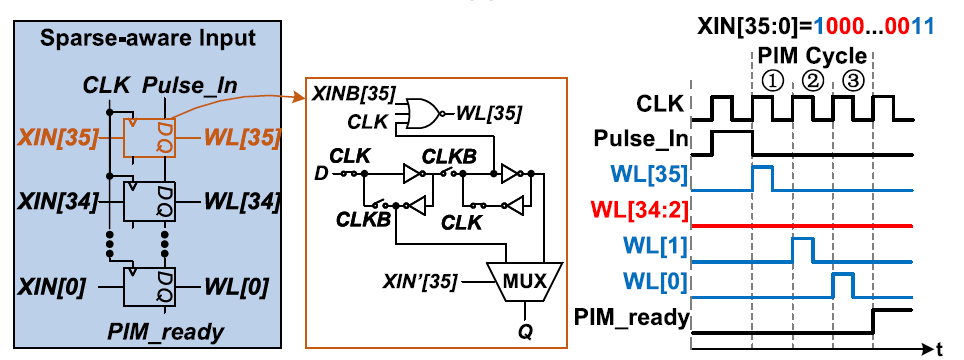 Sparse-aware Input
CLK Pulse_In
XIN[35] D Q WL[35]
XIN[34] D Q WL[34]
XIN[0] D Q WL[0]
PIM_ready
XINB[35]
CLK
WL[35]
D CLK CLKB
CLKB CLK
XIN'[35] MUX
Q
XIN[35:0]=1000...0011
PIM Cycle
① ② ③
CLK
Pulse_In
WL[35]
WL[34:2]
WL[1]
WL[0]
PIM_ready
t